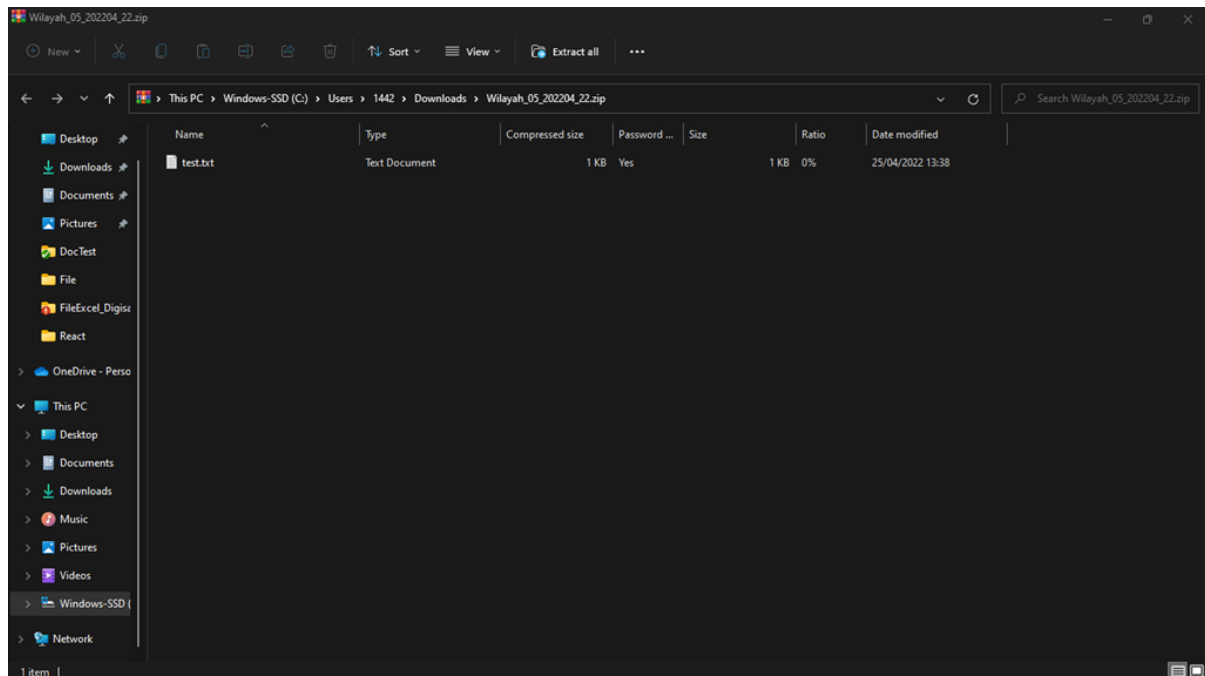 Wilayah_05_202204_22.zip
New Sort View Extract all
This PC > Windows-SSD (C:) > Users > 1442 > Downloads > Wilayah_05_202204_22.zip Search Wilayah_05_202204_22.zip
Name Type Compressed size Password ... Size Ratio Date modified
test.txt Text Document 1 KB Yes 1 KB 0% 25/04/2022 13:38
Desktop
Downloads
Documents
Pictures
DocTest
File
FileExcel_Digisa
React
OneDrive - Perso
This PC
Desktop
Documents
Downloads
Music
Pictures
Videos
Windows-SSD (
Network
1 item